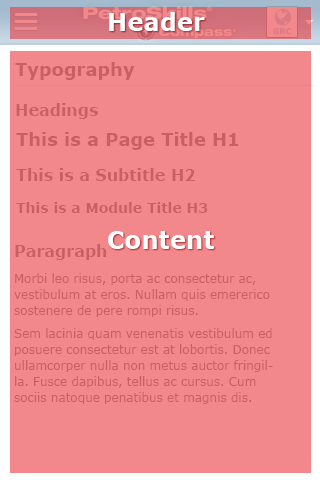 PetroSkills®
Header
Compass®
GRC
Typography
Headings
This is a Page Title H1
This is a Subtitle H2
This is a Module Title H3
Content
Paragraph
Morbi leo risus, porta ac consectetur ac,
vestibulum at eros. Nullam quis emererico
sostenere de pere rompi risus.
Sem lacinia quam venenatis vestibulum ed
posuere consectetur est at lobortis. Donec
ullamcorper nulla non metus auctor fringil-
la. Fusce dapibus, tellus ac cursus. Cum
sociis natoque penatibus et magnis dis.